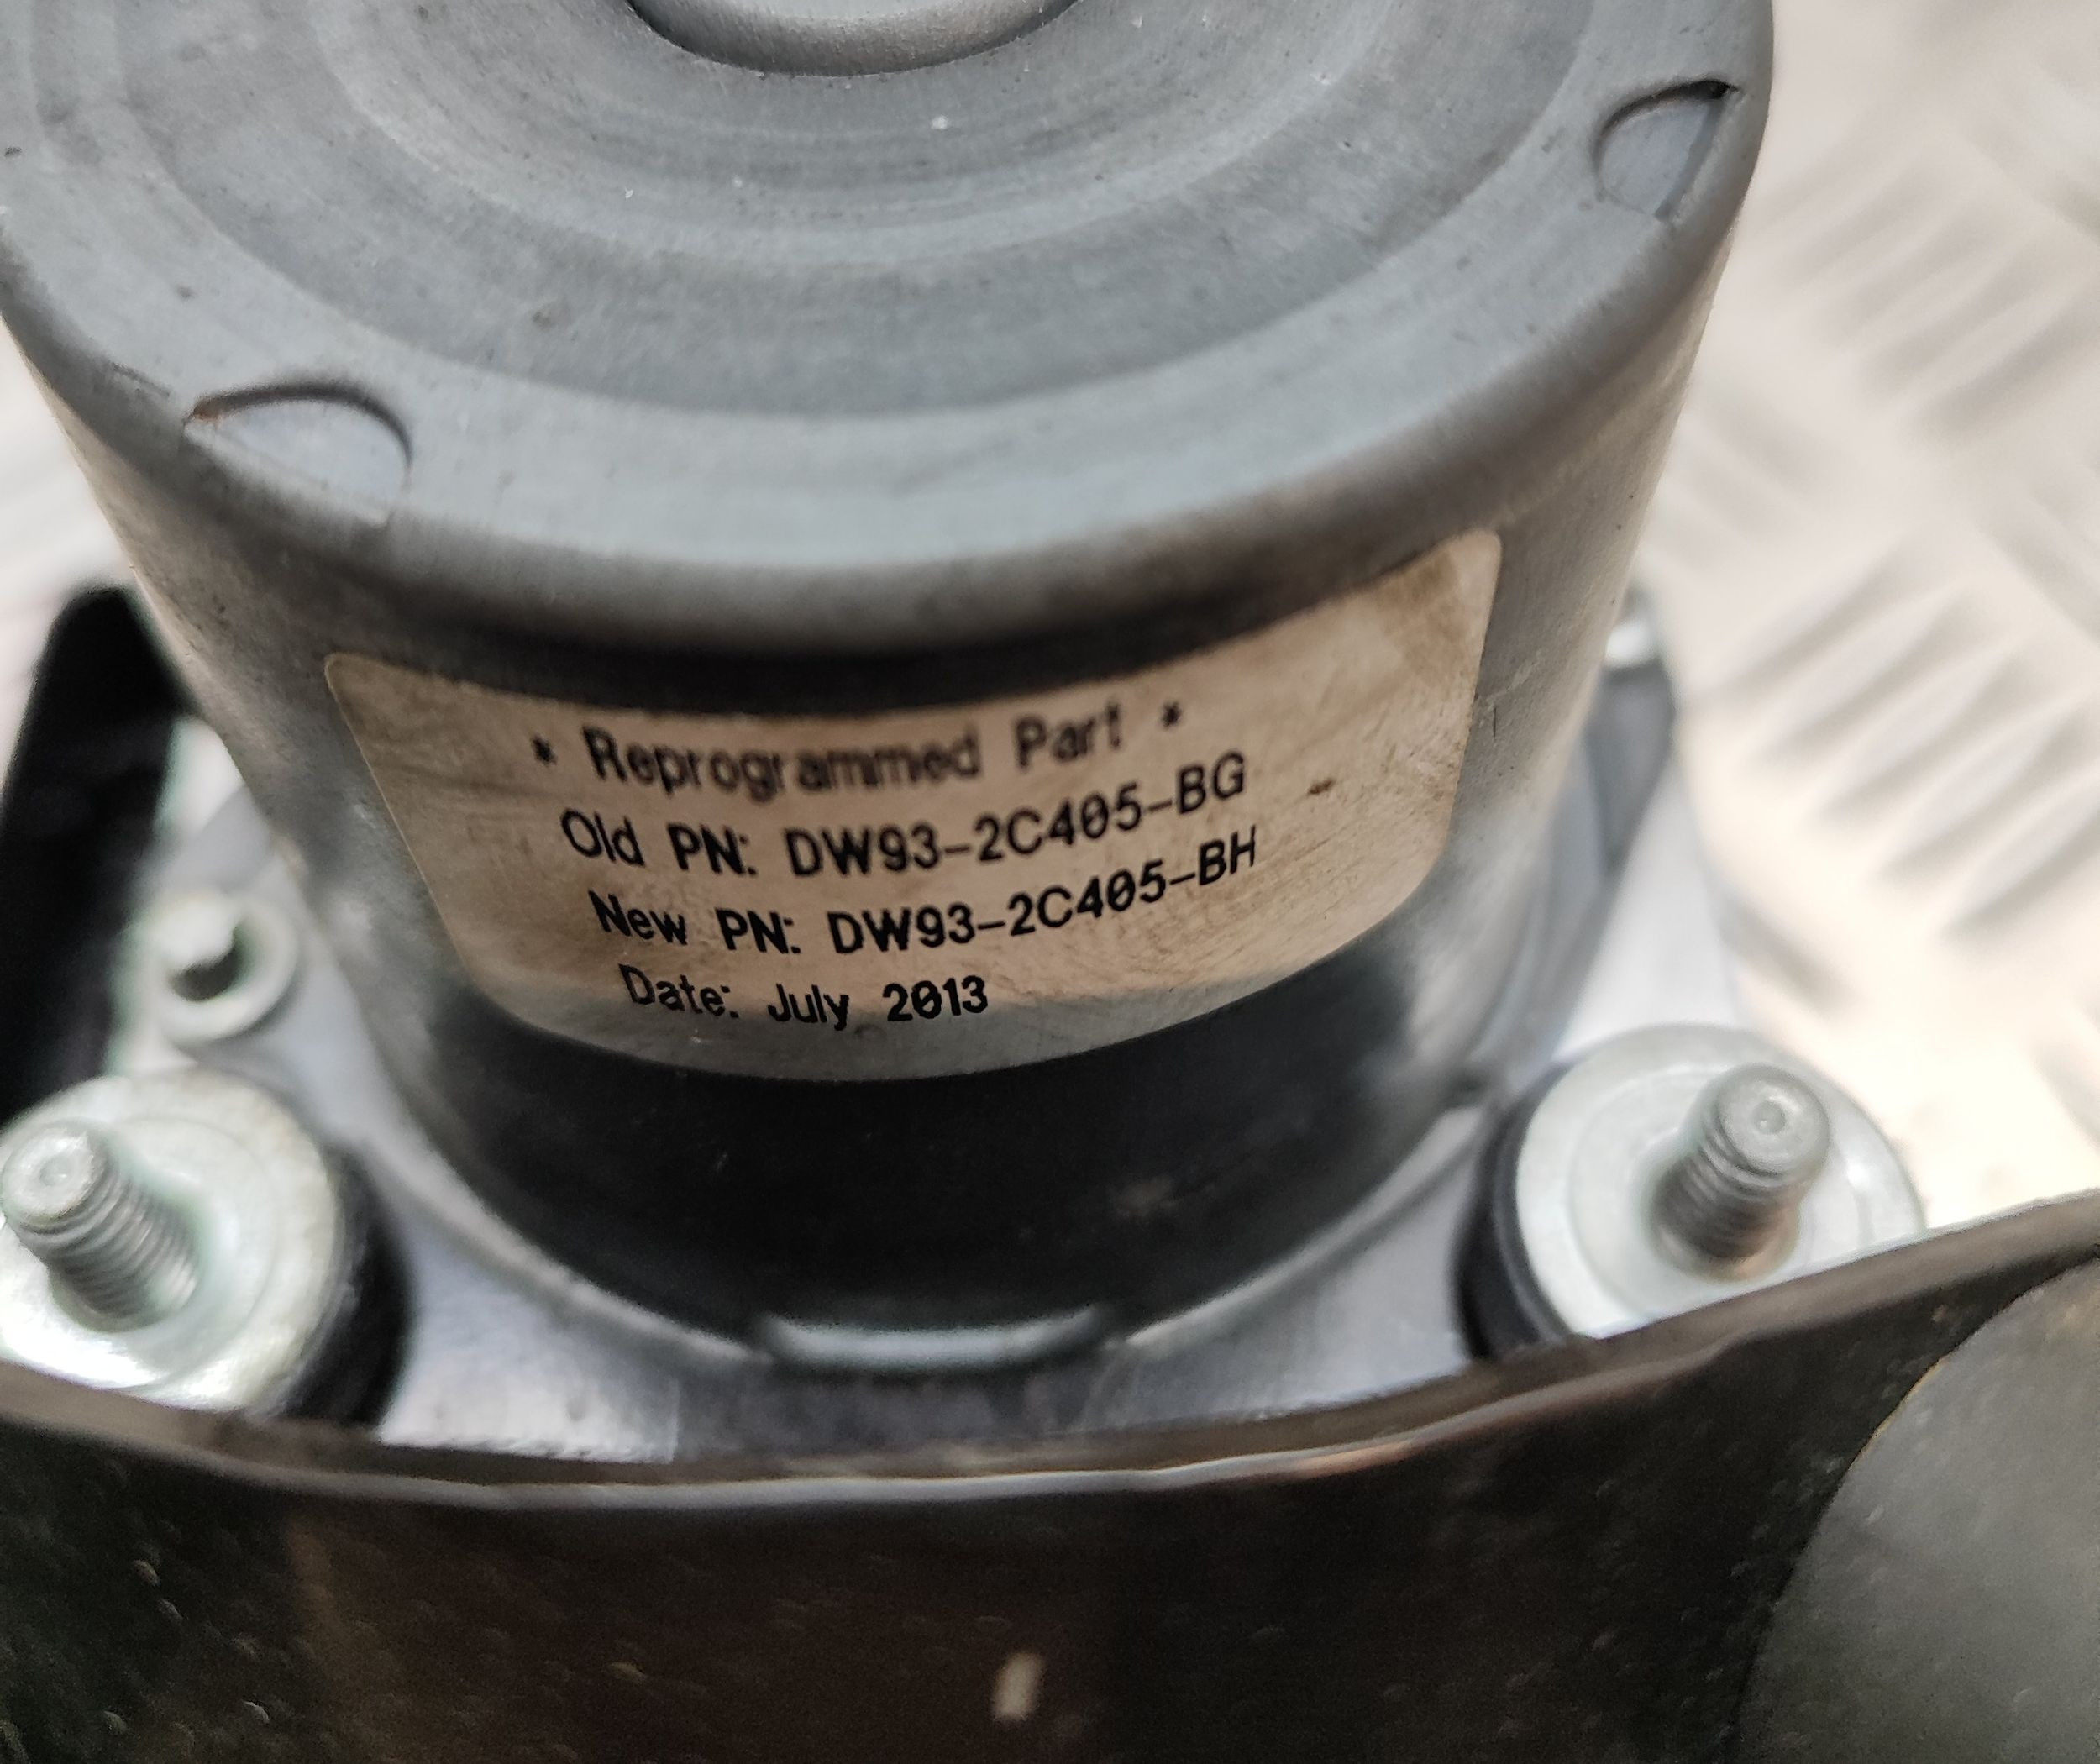 * Reprogrammed Part *
Old PN: DW93-2C405-BG
New PN: DW93-2C405-BH
Date: July 2013